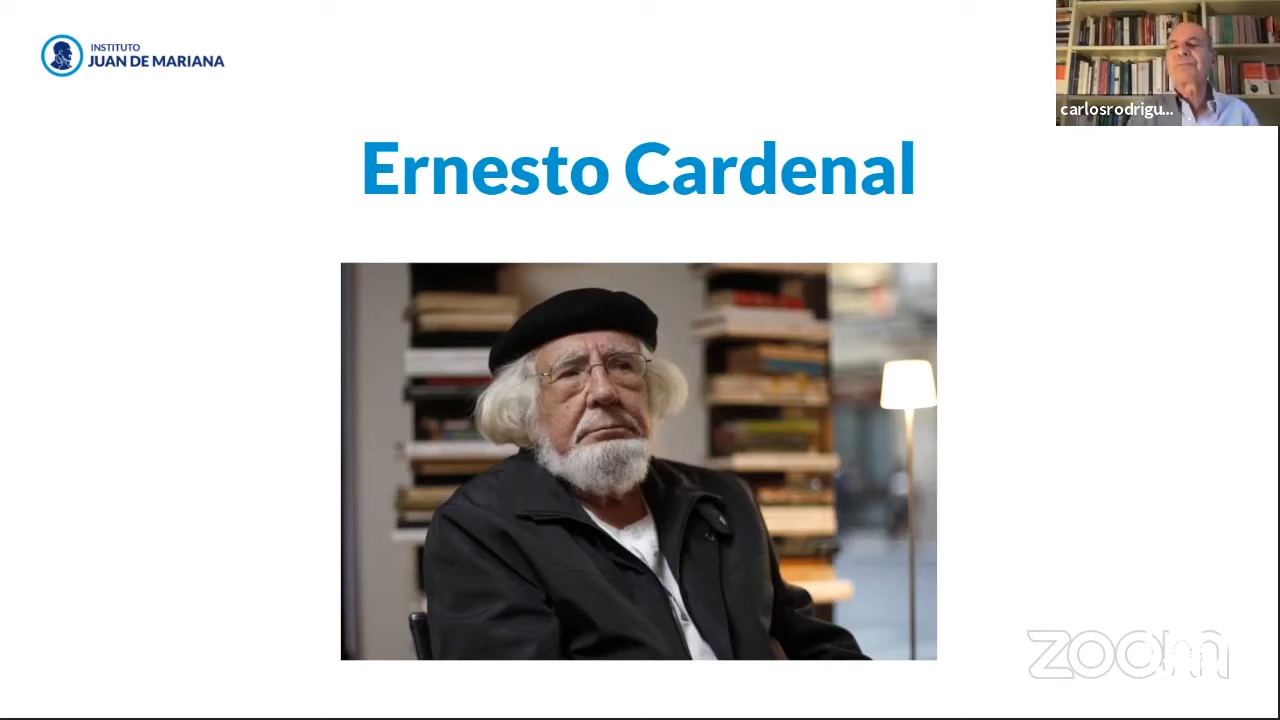 INSTITUTO
JUAN DE MARIANA
carlosrodrigu...
Ernesto Cardenal
zoom